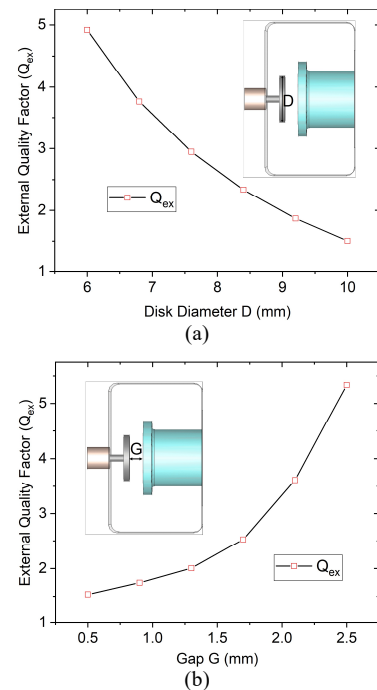 5
4
3
2
1
External Quality Factor (Qex)
D
Qex
6 7 8 9 10
Disk Diameter D (mm)
(a)
5
4
3
2
1
External Quality Factor (Qex)
G
Qex
0.5 1.0 1.5 2.0 2.5
Gap G (mm)
(b)